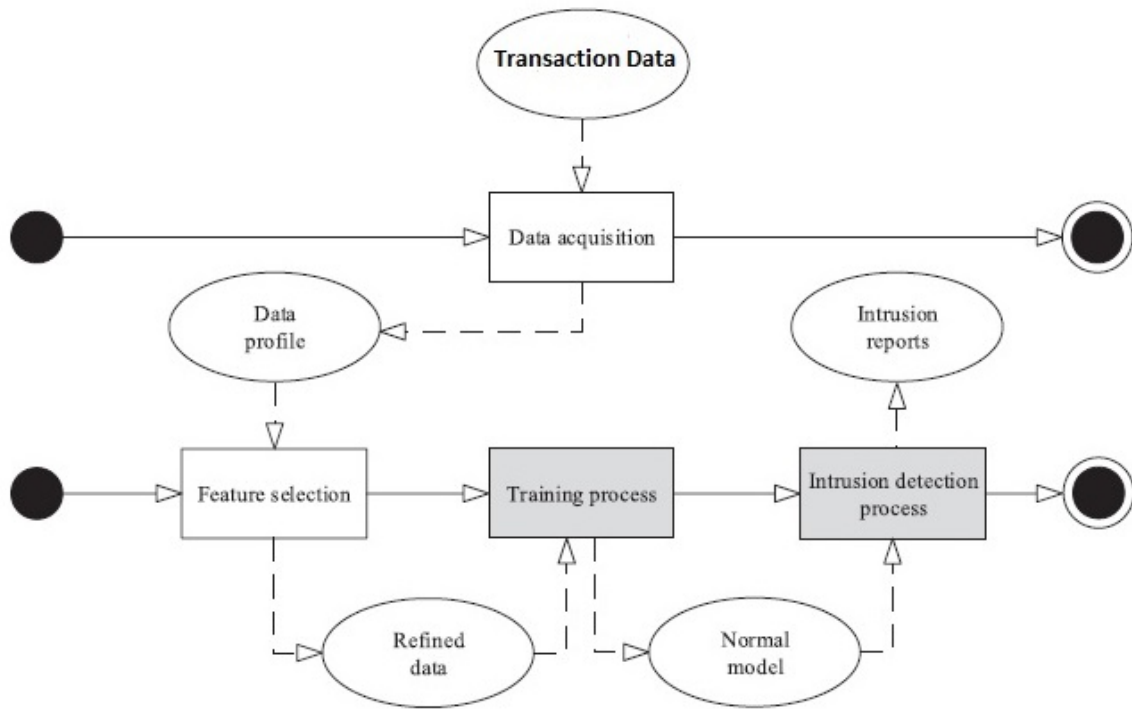 Transaction Data
Data acquisition
Data
profile
Intrusion
reports
Feature selection
Training process
Intrusion detection
process
Refined
data
Normal
model